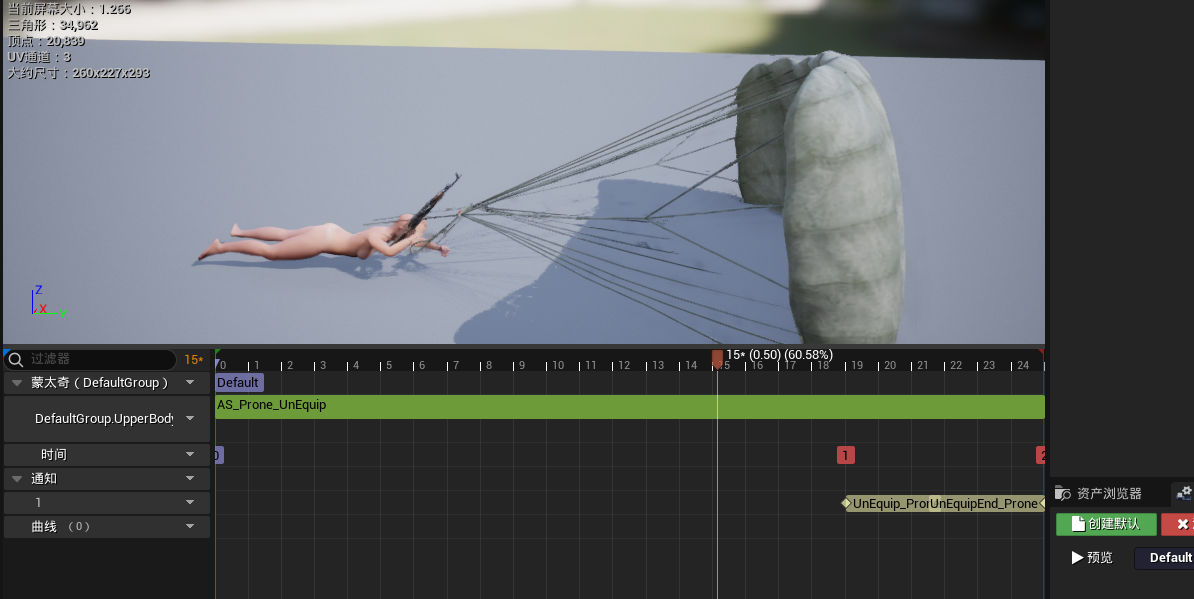 当前屏幕大小：1.266
三角形：34,962
顶点：20,839
UV通道：3
大约尺寸：260x227x293
Z
X
过滤器
15*
15* (0.50) (60.58%)
0 1 2 3 4 5 6 7 8 9 10 11 12 13 14 15 16 17 18 19 20 21 22 23 24
蒙太奇（DefaultGroup）
Default
DefaultGroup.UpperBody
AS_Prone_UnEquip
时间
1
2
通知
1
UnEquip_Pron
UnEquipEnd_Prone
曲线（0）
资产浏览器
创建默认
预览
Default